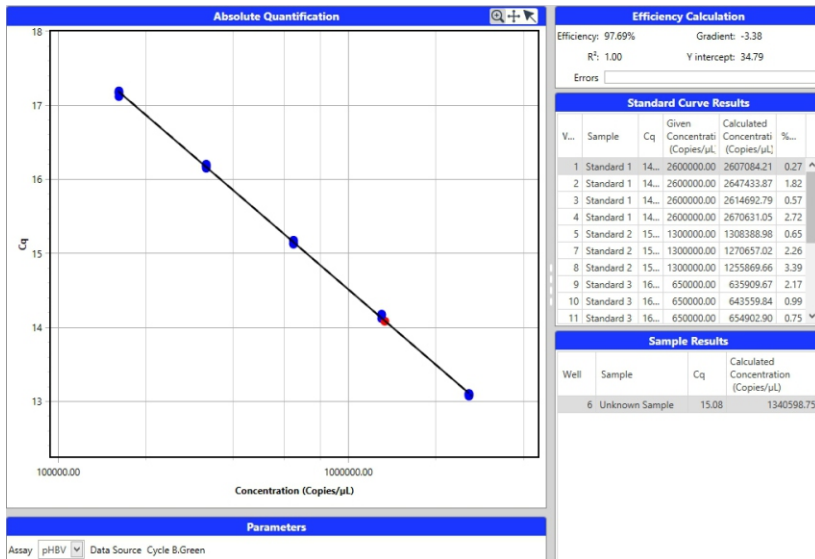 Absolute Quantification
18
17
16
15
14
13
Cq
100000.00 1000000.00
Concentration (Copies/µL)
Parameters
Assay pHBV Data Source Cycle B.Green
Efficiency Calculation
Efficiency: 97.69% Gradient: -3.38
R²: 1.00 Y intercept: 34.79
Errors
Standard Curve Results
V... Sample Cq Given Concentrati (Copies/µL) Calculated Concentrati (Copies/µL) %...
1 Standard 1 14... 2600000.00 2607084.21 0.27
2 Standard 1 14... 2600000.00 2647433.87 1.82
3 Standard 1 14... 2600000.00 2614692.79 0.57
4 Standard 1 14... 2600000.00 2670631.05 2.72
5 Standard 2 15... 1300000.00 1308388.98 0.65
7 Standard 2 15... 1300000.00 1270657.02 2.26
8 Standard 2 15... 1300000.00 1255869.66 3.39
9 Standard 3 16... 650000.00 635909.67 2.17
10 Standard 3 16... 650000.00 643559.84 0.99
11 Standard 3 16... 650000.00 654902.90 0.75
Sample Results
Well Sample Cq Calculated Concentration (Copies/µL)
6 Unknown Sample 15.08 1340598.75